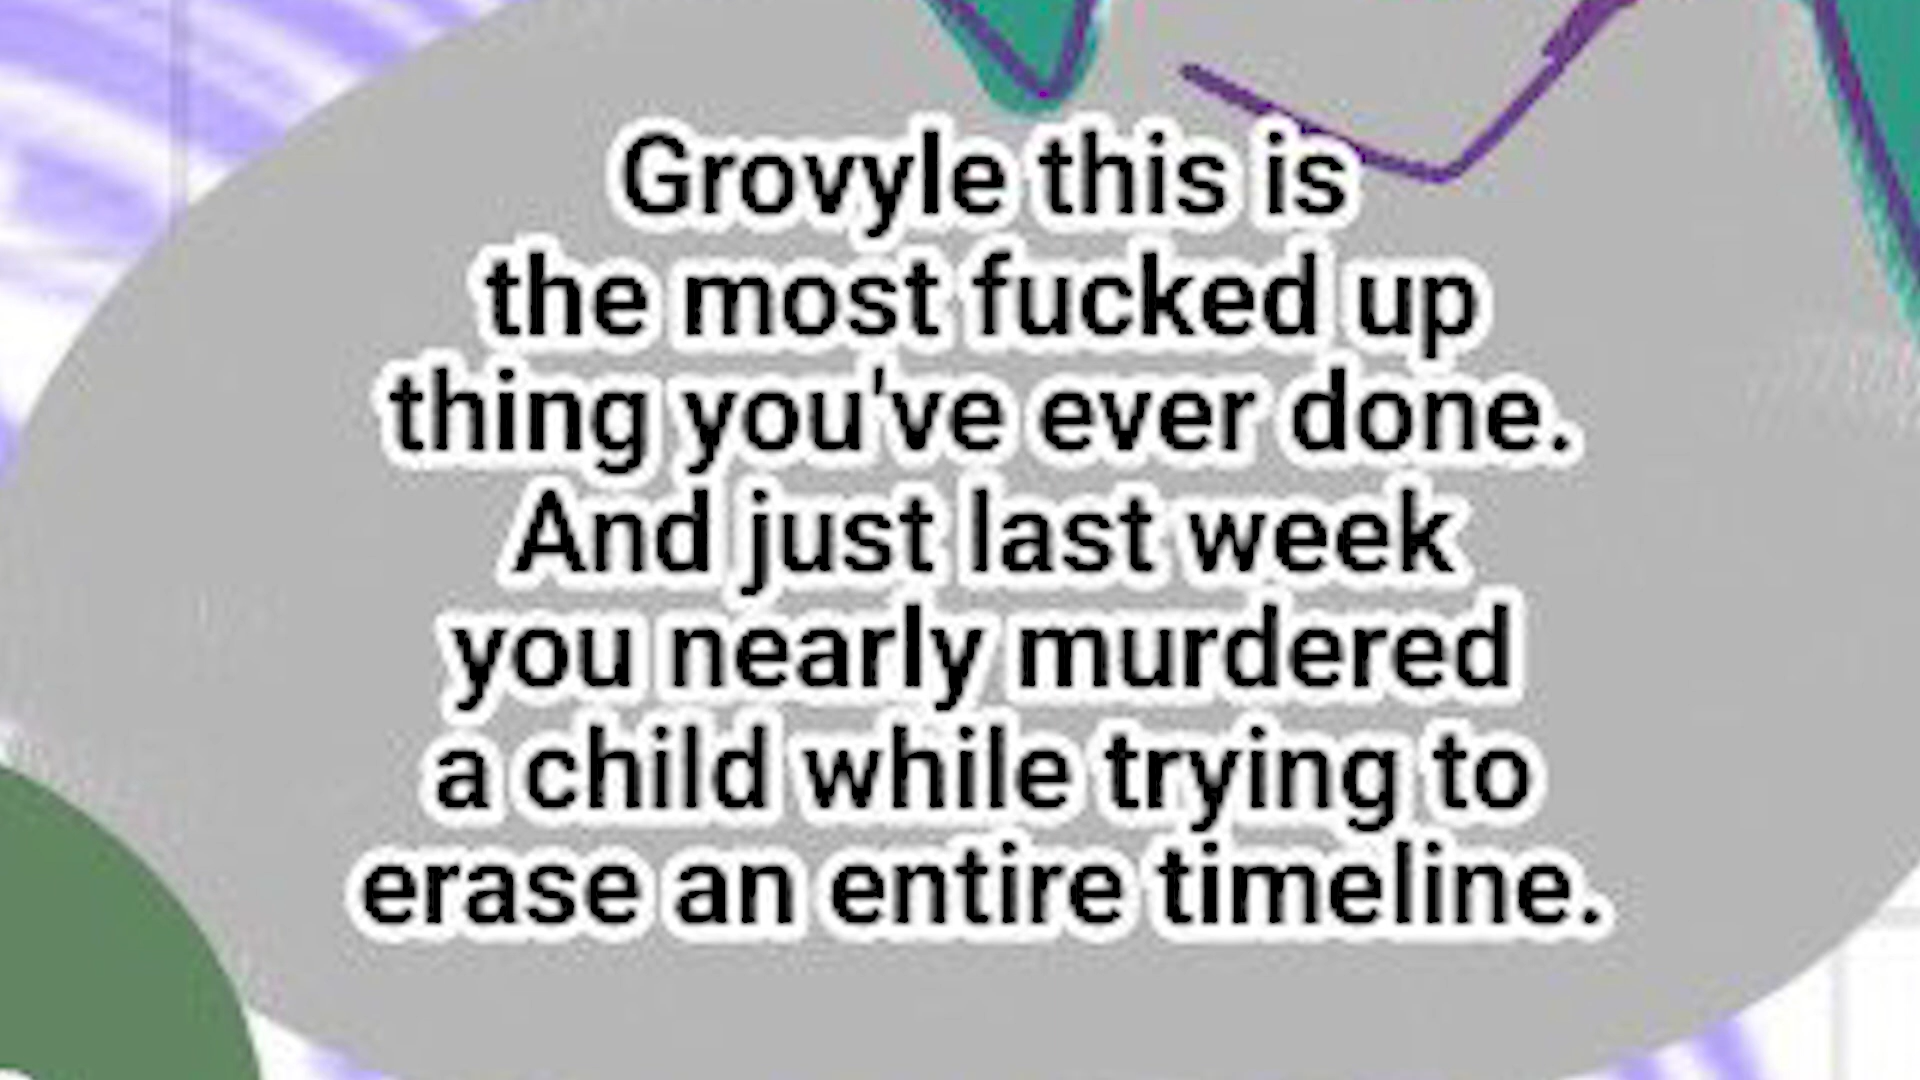 Grovyle this is
the most fucked up
thing you've ever done.
And just last week
you nearly murdered
a child while trying to
erase an entire timeline.